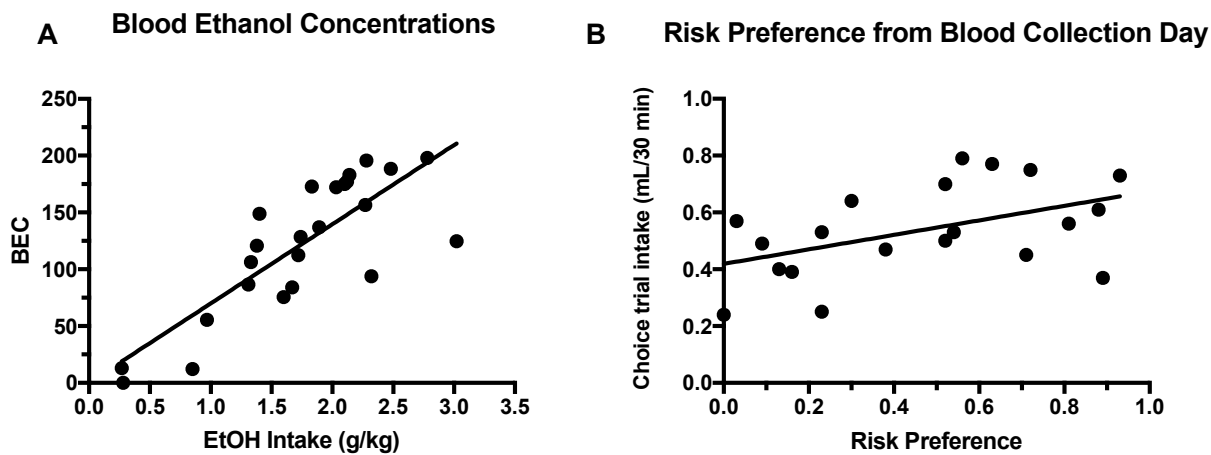 A
Blood Ethanol Concentrations
BEC
250
200
150
100
50
0
0.0 0.5 1.0 1.5 2.0 2.5 3.0 3.5
EtOH Intake (g/kg)
B
Risk Preference from Blood Collection Day
Choice trial intake (mL/30 min)
1.0
0.8
0.6
0.4
0.2
0.0
0.0 0.2 0.4 0.6 0.8 1.0
Risk Preference